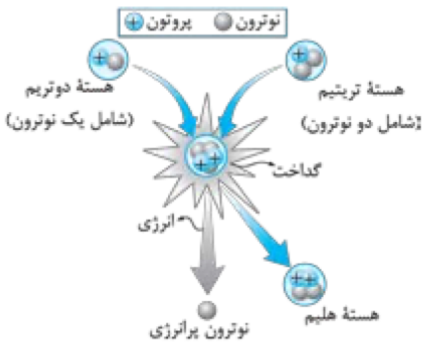 نوترون پروتون
هستهٔ دوتریم
(شامل یک نوترون)
هستهٔ تریتیم
(شامل دو نوترون)
گداخت
انرژی
هستهٔ هلیم
نوترون پرانرژی